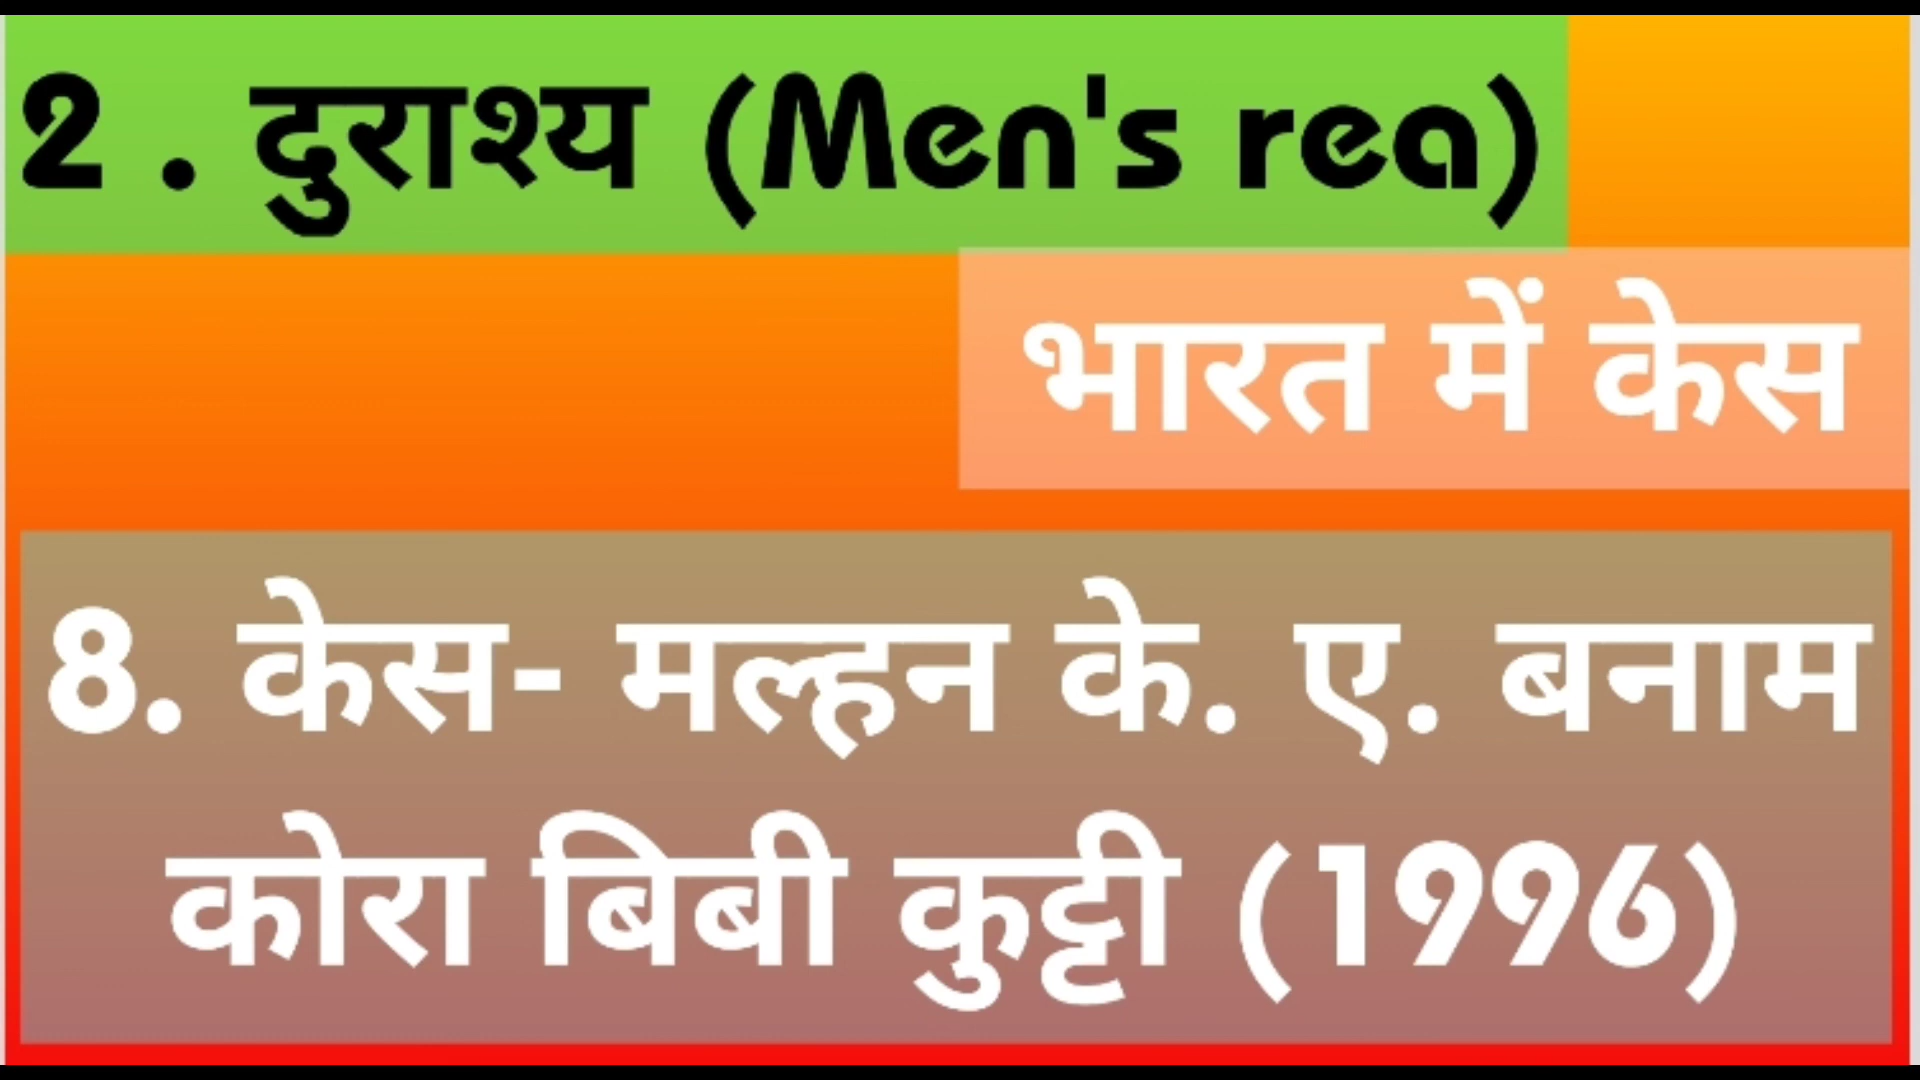 2 . दुराश्य (Men's rea)
भारत में केस
8. केस- मल्हन के. ए. बनाम
कोरा बिबी कुट्टी (1996)